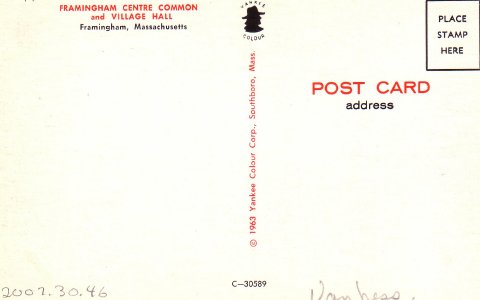 FRAMINGHAM CENTRE COMMON
and VILLAGE HALL
Framingham, Massachusetts
YANKEE
COLOUR
© 1963 Yankee Colour Corp., Southboro, Mass.
PLACE
STAMP
HERE
POST CARD
address
C-30589
2007.30.46